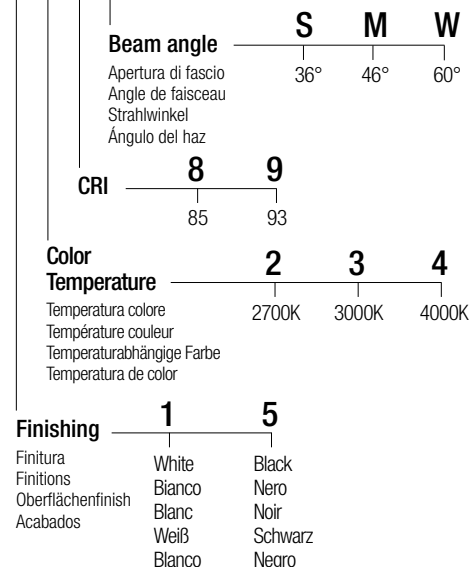 Beam angle
Apertura di fascio
Angle de faisceau
Strahlwinkel
Ángulo del haz
S M W
36° 46° 60°
CRI
8 9
85 93
Color
Temperature
Temperatura colore
Température couleur
Temperaturabhängige Farbe
Temperatura de color
2 3 4
2700K 3000K 4000K
Finishing
Finitura
Finitions
Oberflächenfinish
Acabados
1 5
White Black
Bianco Nero
Blanc Noir
Weiß Schwarz
Blanco Negro